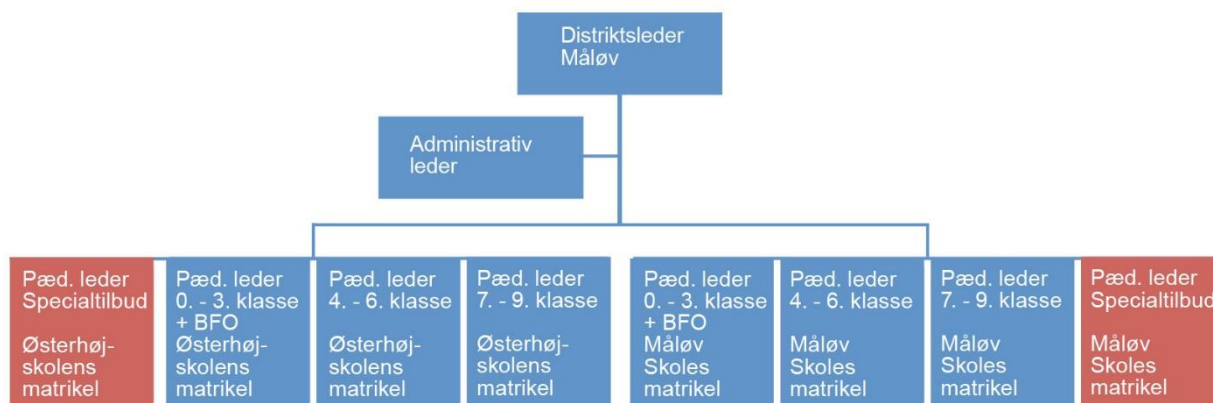 Distriktsleder
Måløv
Administrativ
leder
Pæd. leder
Specialtilbud
Østerhøj-
skolens
matrikel
Pæd. leder
0. - 3. klasse
+ BFO
Østerhøj-
skolens
matrikel
Pæd. leder
4. - 6. klasse
Østerhøj-
skolens
matrikel
Pæd. leder
7. - 9. klasse
Østerhøj-
skolens
matrikel
Pæd. leder
0. - 3. klasse
+ BFO
Måløv
Skoles
matrikel
Pæd. leder
4. - 6. klasse
Måløv
Skoles
matrikel
Pæd. leder
7. - 9. klasse
Måløv
Skoles
matrikel
Pæd. leder
Specialtilbud
Måløv
Skoles
matrikel